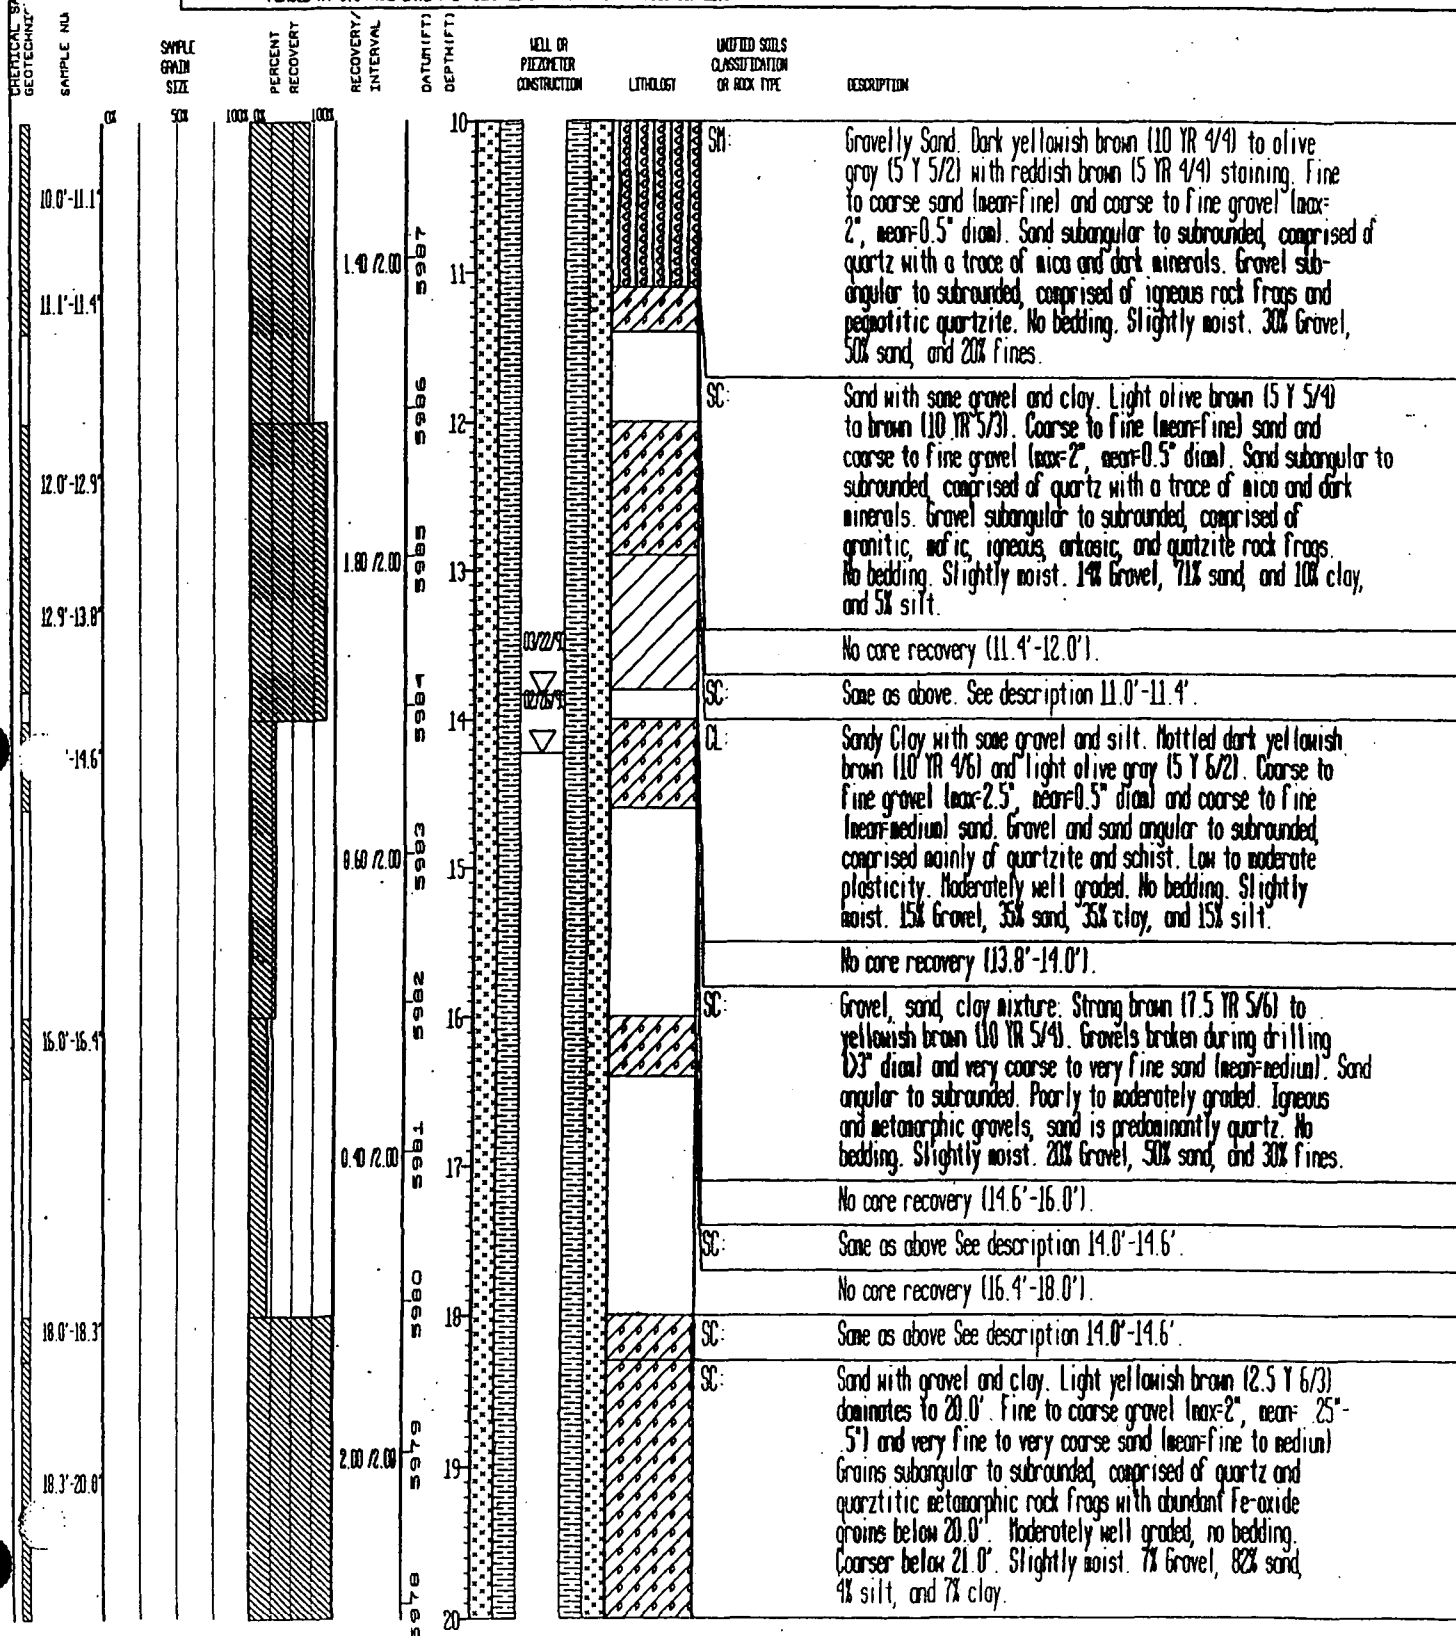 CHEMICAL SA
GEOTECHNIC
SAMPLE NU
SAMPLE
GRAIN
SIZE
PERCENT
RECOVERY
RECOVERY/
INTERVAL
DATUM(FT)
DEPTH(FT)
WELL OR
PIEZOMETER
CONSTRUCTION
LITHOLOGY
UNIFIED SOILS
CLASSIFICATION
OR ROCK TYPE
DESCRIPTION
0% 50% 100% 0% 100%
10
SM:
Gravelly Sand. Dark yellowish brown (10 YR 4/4) to olive
gray (5 Y 5/2) with reddish brown (5 YR 4/4) staining. Fine
to coarse sand (mean=fine) and coarse to fine gravel (max=
2", mean=0.5" diam). Sand subangular to subrounded, comprised of
quartz with a trace of mica and dark minerals. Gravel sub-
angular to subrounded, comprised of igneous rock frags and
pegmatitic quartzite. No bedding. Slightly moist. 30% Gravel,
50% sand, and 20% fines.
10.0'-11.1'
1.40 /2.00
5987
11
11.1'-11.4'
5986
12
SC:
Sand with some gravel and clay. Light olive brown (5 Y 5/4)
to brown (10 YR 5/3). Coarse to fine (mean=fine) sand and
coarse to fine gravel (max=2", mean=0.5" diam). Sand subangular to
subrounded, comprised of quartz with a trace of mica and dark
minerals. Gravel subangular to subrounded, comprised of
granitic, mafic, igneous, arkosic, and quatzite rock frags.
No bedding. Slightly moist. 14% Gravel, 71% sand, and 10% clay,
and 5% silt.
12.0'-12.9'
1.80 /2.00
5985
13
12.9'-13.8'
03/22/9
02/26/9
No core recovery (11.4'-12.0').
SC:
Same as above. See description 11.0'-11.4'.
5984
14
CL:
Sandy Clay with some gravel and silt. Mottled dark yellowish
brown (10 YR 4/6) and light olive gray (5 Y 6/2). Coarse to
fine gravel (max=2.5", mean=0.5" diam) and coarse to fine
(mean=medium) sand. Gravel and sand angular to subrounded,
comprised mainly of quartzite and schist. Low to moderate
plasticity. Moderately well graded. No bedding. Slightly
moist. 15% Gravel, 35% sand, 35% clay, and 15% silt.
'-14.6'
0.60 /2.00
5983
15
No core recovery (13.8'-14.0').
5982
16
SC:
Gravel, sand, clay mixture: Strong brown (7.5 YR 5/6) to
yellowish brown (10 YR 5/4). Gravels broken during drilling
(>3" diam) and very coarse to very fine sand (mean=medium). Sand
angular to subrounded. Poorly to moderately graded. Igneous
and metamorphic gravels, sand is predominantly quartz. No
bedding. Slightly moist. 20% Gravel, 50% sand, and 30% fines.
16.0'-16.4'
0.40 /2.00
5981
17
No core recovery (14.6'-16.0').
SC:
Same as above See description 14.0'-14.6'.
No core recovery (16.4'-18.0').
5980
18
18.0'-18.3'
SC:
Same as above See description 14.0'-14.6'.
SC:
Sand with gravel and clay. Light yellowish brown (2.5 Y 6/3)
dominates to 20.0'. Fine to coarse gravel (max=2", mean= .25"-
.5") and very fine to very coarse sand (mean=fine to medium)
Grains subangular to subrounded, comprised of quartz and
quarztitic metamorphic rock frags with abundant Fe-oxide
grains below 20.0'. Moderately well graded, no bedding.
Coarser below 21.0'. Slightly moist. 7% Gravel, 82% sand,
4% silt, and 7% clay.
2.00 /2.00
5979
19
18.3'-20.0'
5978
20